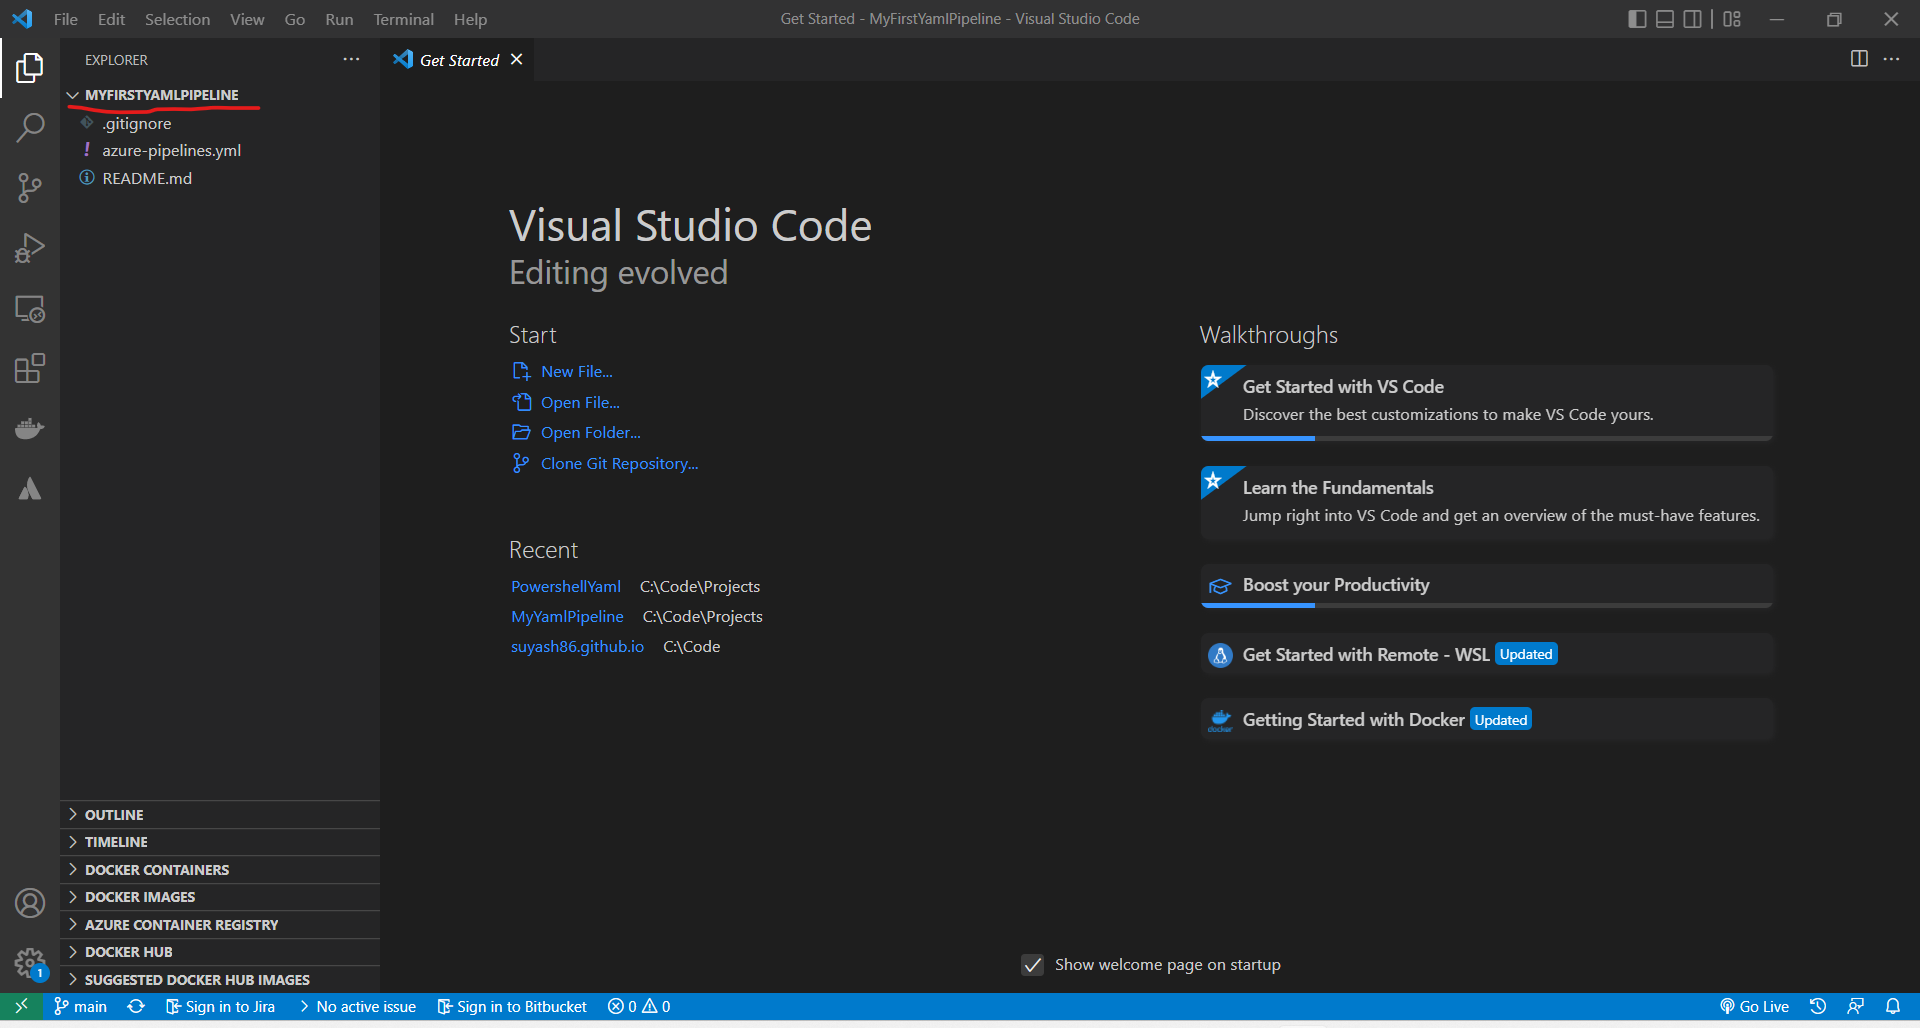 File Edit Selection View Go Run Terminal Help
Get Started - MyFirstYamlPipeline - Visual Studio Code
EXPLORER
Get Started
MYFIRSTYAMLPIPELINE
.gitignore
! azure-pipelines.yml
README.md
Visual Studio Code
Editing evolved
Start
New File...
Open File...
Open Folder...
Clone Git Repository...
Recent
PowershellYaml C:\Code\Projects
MyYamlPipeline C:\Code\Projects
suyash86.github.io C:\Code
Walkthroughs
Get Started with VS Code
Discover the best customizations to make VS Code yours.
Learn the Fundamentals
Jump right into VS Code and get an overview of the must-have features.
Boost your Productivity
Get Started with Remote - WSL Updated
docker
Getting Started with Docker Updated
OUTLINE
TIMELINE
DOCKER CONTAINERS
DOCKER IMAGES
AZURE CONTAINER REGISTRY
DOCKER HUB
SUGGESTED DOCKER HUB IMAGES
1
Show welcome page on startup
main Sign in to Jira No active issue Sign in to Bitbucket 0 0 Go Live